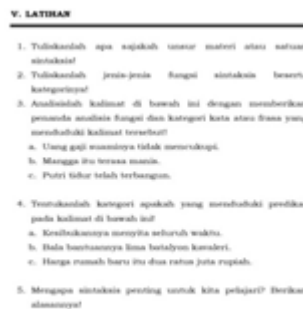 V. LATIHAN
1. Tuliskanlah apa sajakah unsur materi atau satuan
sintaksis!
2. Tuliskanlah jenis-jenis fungsi sintaksis beserta
kategorinya!
3. Analisislah kalimat di bawah ini dengan memberikan
penanda analisis fungsi dan kategori kata atau frasa yang
menduduki kalimat tersebut!
a. Uang gaji suaminya tidak mencukupi.
b. Mangga itu terasa manis.
c. Putri tidur telah terbangun.
4. Tentukanlah kategori apakah yang menduduki predikat
pada kalimat di bawah ini!
a. Kesibukannya menyita seluruh waktu.
b. Bala bantuannya lima batalyon kavaleri.
c. Harga rumah baru itu dua ratus juta rupiah.
5. Mengapa sintaksis penting untuk kita pelajari? Berikan
alasannya!